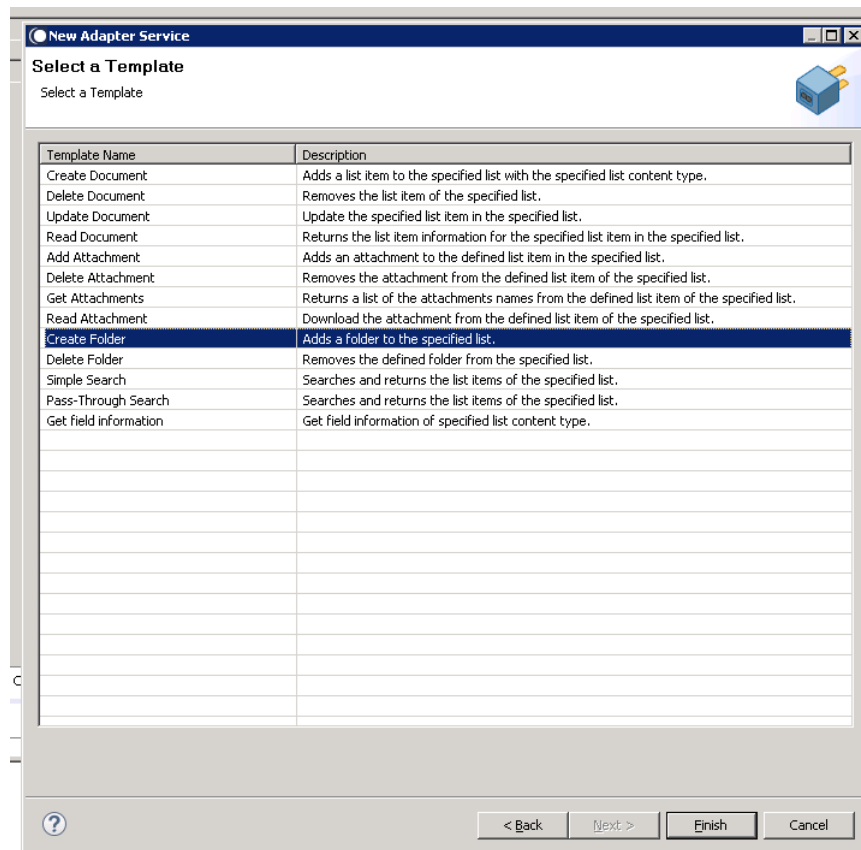 New Adapter Service
Select a Template
Select a Template
Template Name Description
Create Document Adds a list item to the specified list with the specified list content type.
Delete Document Removes the list item of the specified list.
Update Document Update the specified list item in the specified list.
Read Document Returns the list item information for the specified list item in the specified list.
Add Attachment Adds an attachment to the defined list item in the specified list.
Delete Attachment Removes the attachment from the defined list item of the specified list.
Get Attachments Returns a list of the attachments names from the defined list item of the specified list.
Read Attachment Download the attachment from the defined list item of the specified list.
Create Folder Adds a folder to the specified list.
Delete Folder Removes the defined folder from the specified list.
Simple Search Searches and returns the list items of the specified list.
Pass-Through Search Searches and returns the list items of the specified list.
Get field information Get field information of specified list content type.
< Back Next > Finish Cancel